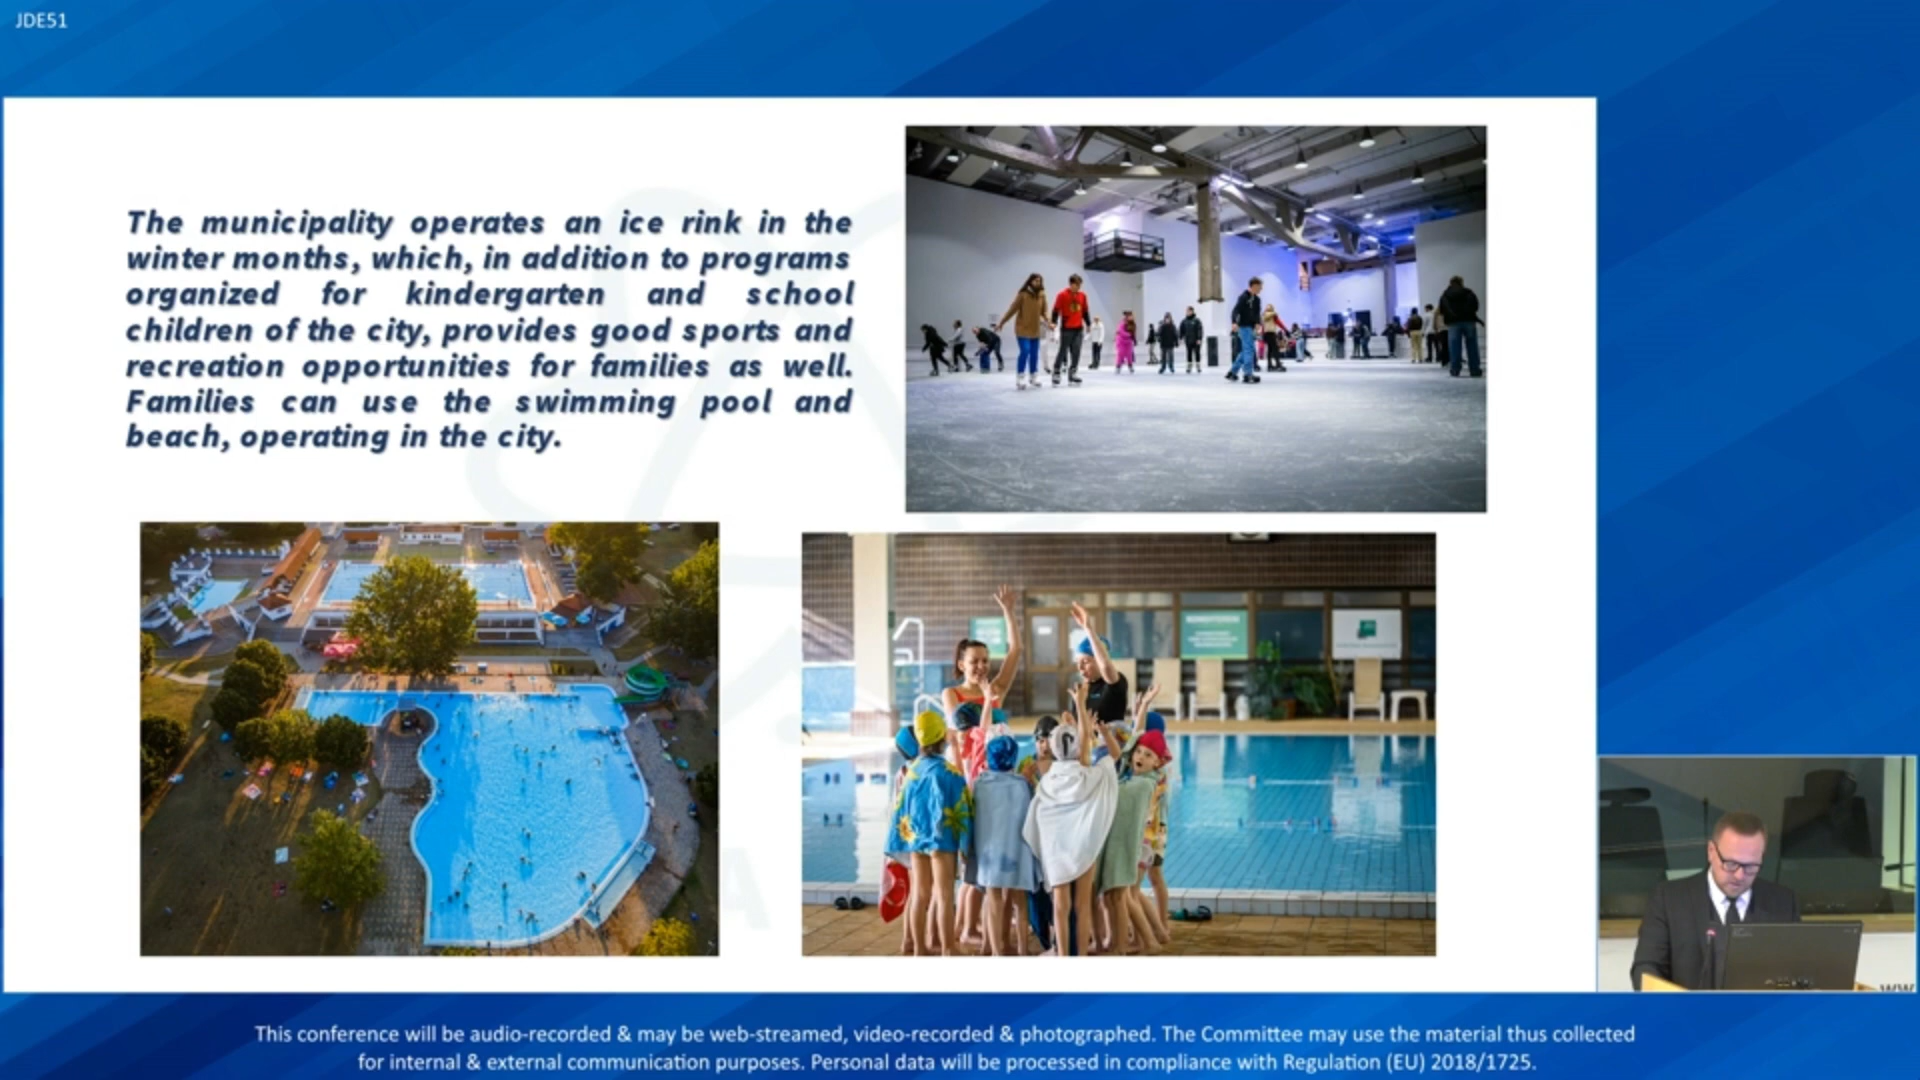 JDE51
The municipality operates an ice rink in the
winter months, which, in addition to programs
organized for kindergarten and school
children of the city, provides good sports and
recreation opportunities for families as well.
Families can use the swimming pool and
beach, operating in the city.
This conference will be audio-recorded & may be web-streamed, video-recorded & photographed. The Committee may use the material thus collected
for internal & external communication purposes. Personal data will be processed in compliance with Regulation (EU) 2018/1725.